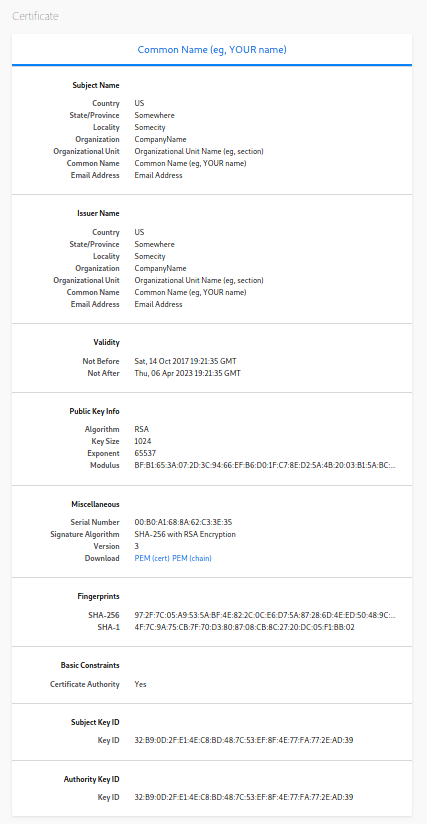 Certificate
Common Name (eg, YOUR name)
Subject Name
Country US
State/Province Somewhere
Locality Somecity
Organization CompanyName
Organizational Unit Organizational Unit Name (eg, section)
Common Name Common Name (eg, YOUR name)
Email Address Email Address
Issuer Name
Country US
State/Province Somewhere
Locality Somecity
Organization CompanyName
Organizational Unit Organizational Unit Name (eg, section)
Common Name Common Name (eg, YOUR name)
Email Address Email Address
Validity
Not Before Sat, 14 Oct 2017 19:21:35 GMT
Not After Thu, 06 Apr 2023 19:21:35 GMT
Public Key Info
Algorithm RSA
Key Size 1024
Exponent 65537
Modulus BF:B1:65:3A:07:2D:3C:94:66:EF:B6:D0:1F:C7:8E:D2:5A:4B:20:03:B1:5A:BC:...
Miscellaneous
Serial Number 00:B0:A1:68:8A:62:C3:3E:35
Signature Algorithm SHA-256 with RSA Encryption
Version 3
Download PEM (cert) PEM (chain)
Fingerprints
SHA-256 97:2F:7C:05:A9:53:5A:BF:4E:82:2C:0C:E6:D7:5A:87:28:6D:4E:ED:50:48:9C:...
SHA-1 4F:7C:9A:75:CB:7F:70:D3:80:87:08:CB:8C:27:20:DC:05:F1:BB:02
Basic Constraints
Certificate Authority Yes
Subject Key ID
Key ID 32:B9:0D:2F:E1:4E:C8:BD:48:7C:53:EF:8F:4E:77:FA:77:2E:AD:39
Authority Key ID
Key ID 32:B9:0D:2F:E1:4E:C8:BD:48:7C:53:EF:8F:4E:77:FA:77:2E:AD:39